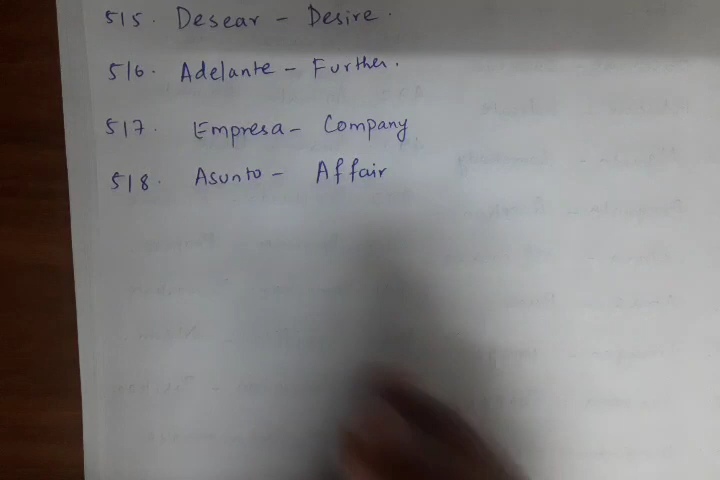 515. Desear - Desire.
516. Adelante - Further.
517. Empresa - Company
518. Asunto - Affair